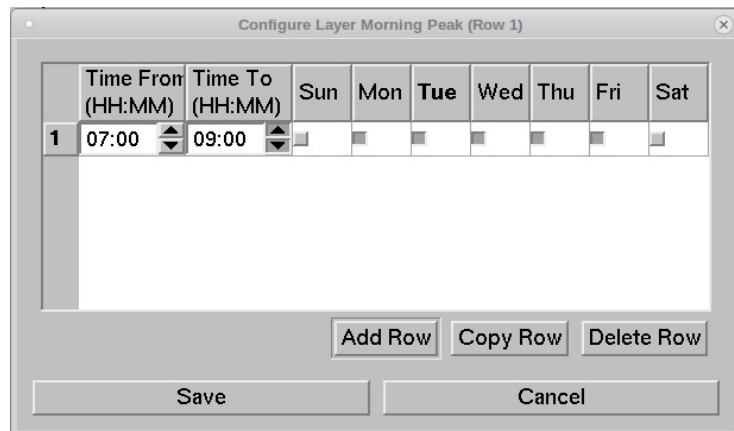 Configure Layer Morning Peak (Row 1)
Time From Time To Sun Mon Tue Wed Thu Fri Sat
(HH:MM) (HH:MM)
1 07:00 09:00
Add Row Copy Row Delete Row
Save Cancel